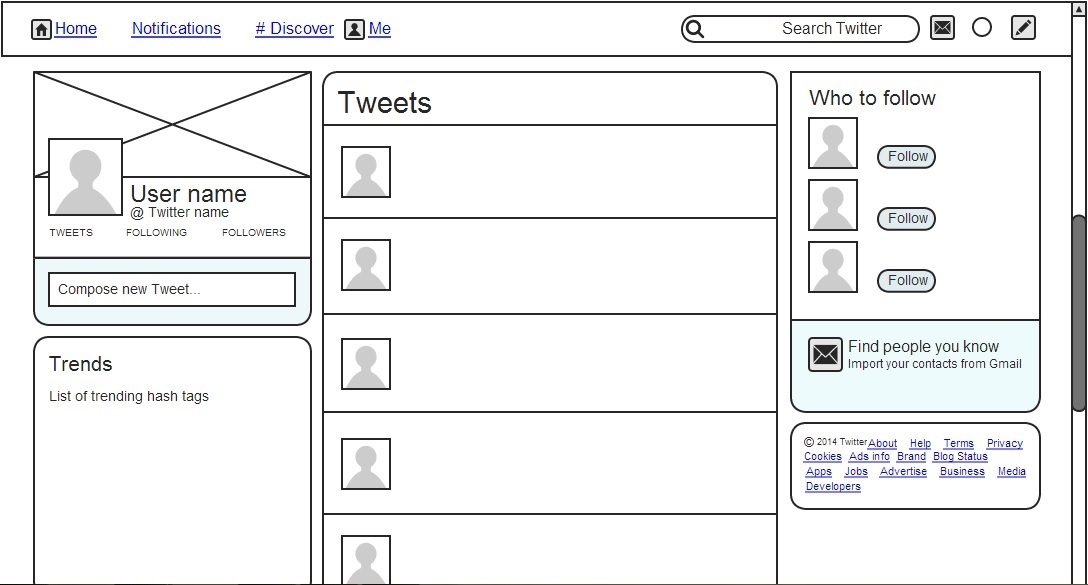 Home Notifications # Discover Me Search Twitter
User name
@ Twitter name
TWEETS FOLLOWING FOLLOWERS
Compose new Tweet...
Trends
List of trending hash tags
Tweets
Who to follow
Follow
Follow
Follow
Find people you know
Import your contacts from Gmail
© 2014 Twitter About Help Terms Privacy
Cookies Ads info Brand Blog Status
Apps Jobs Advertise Business Media
Developers